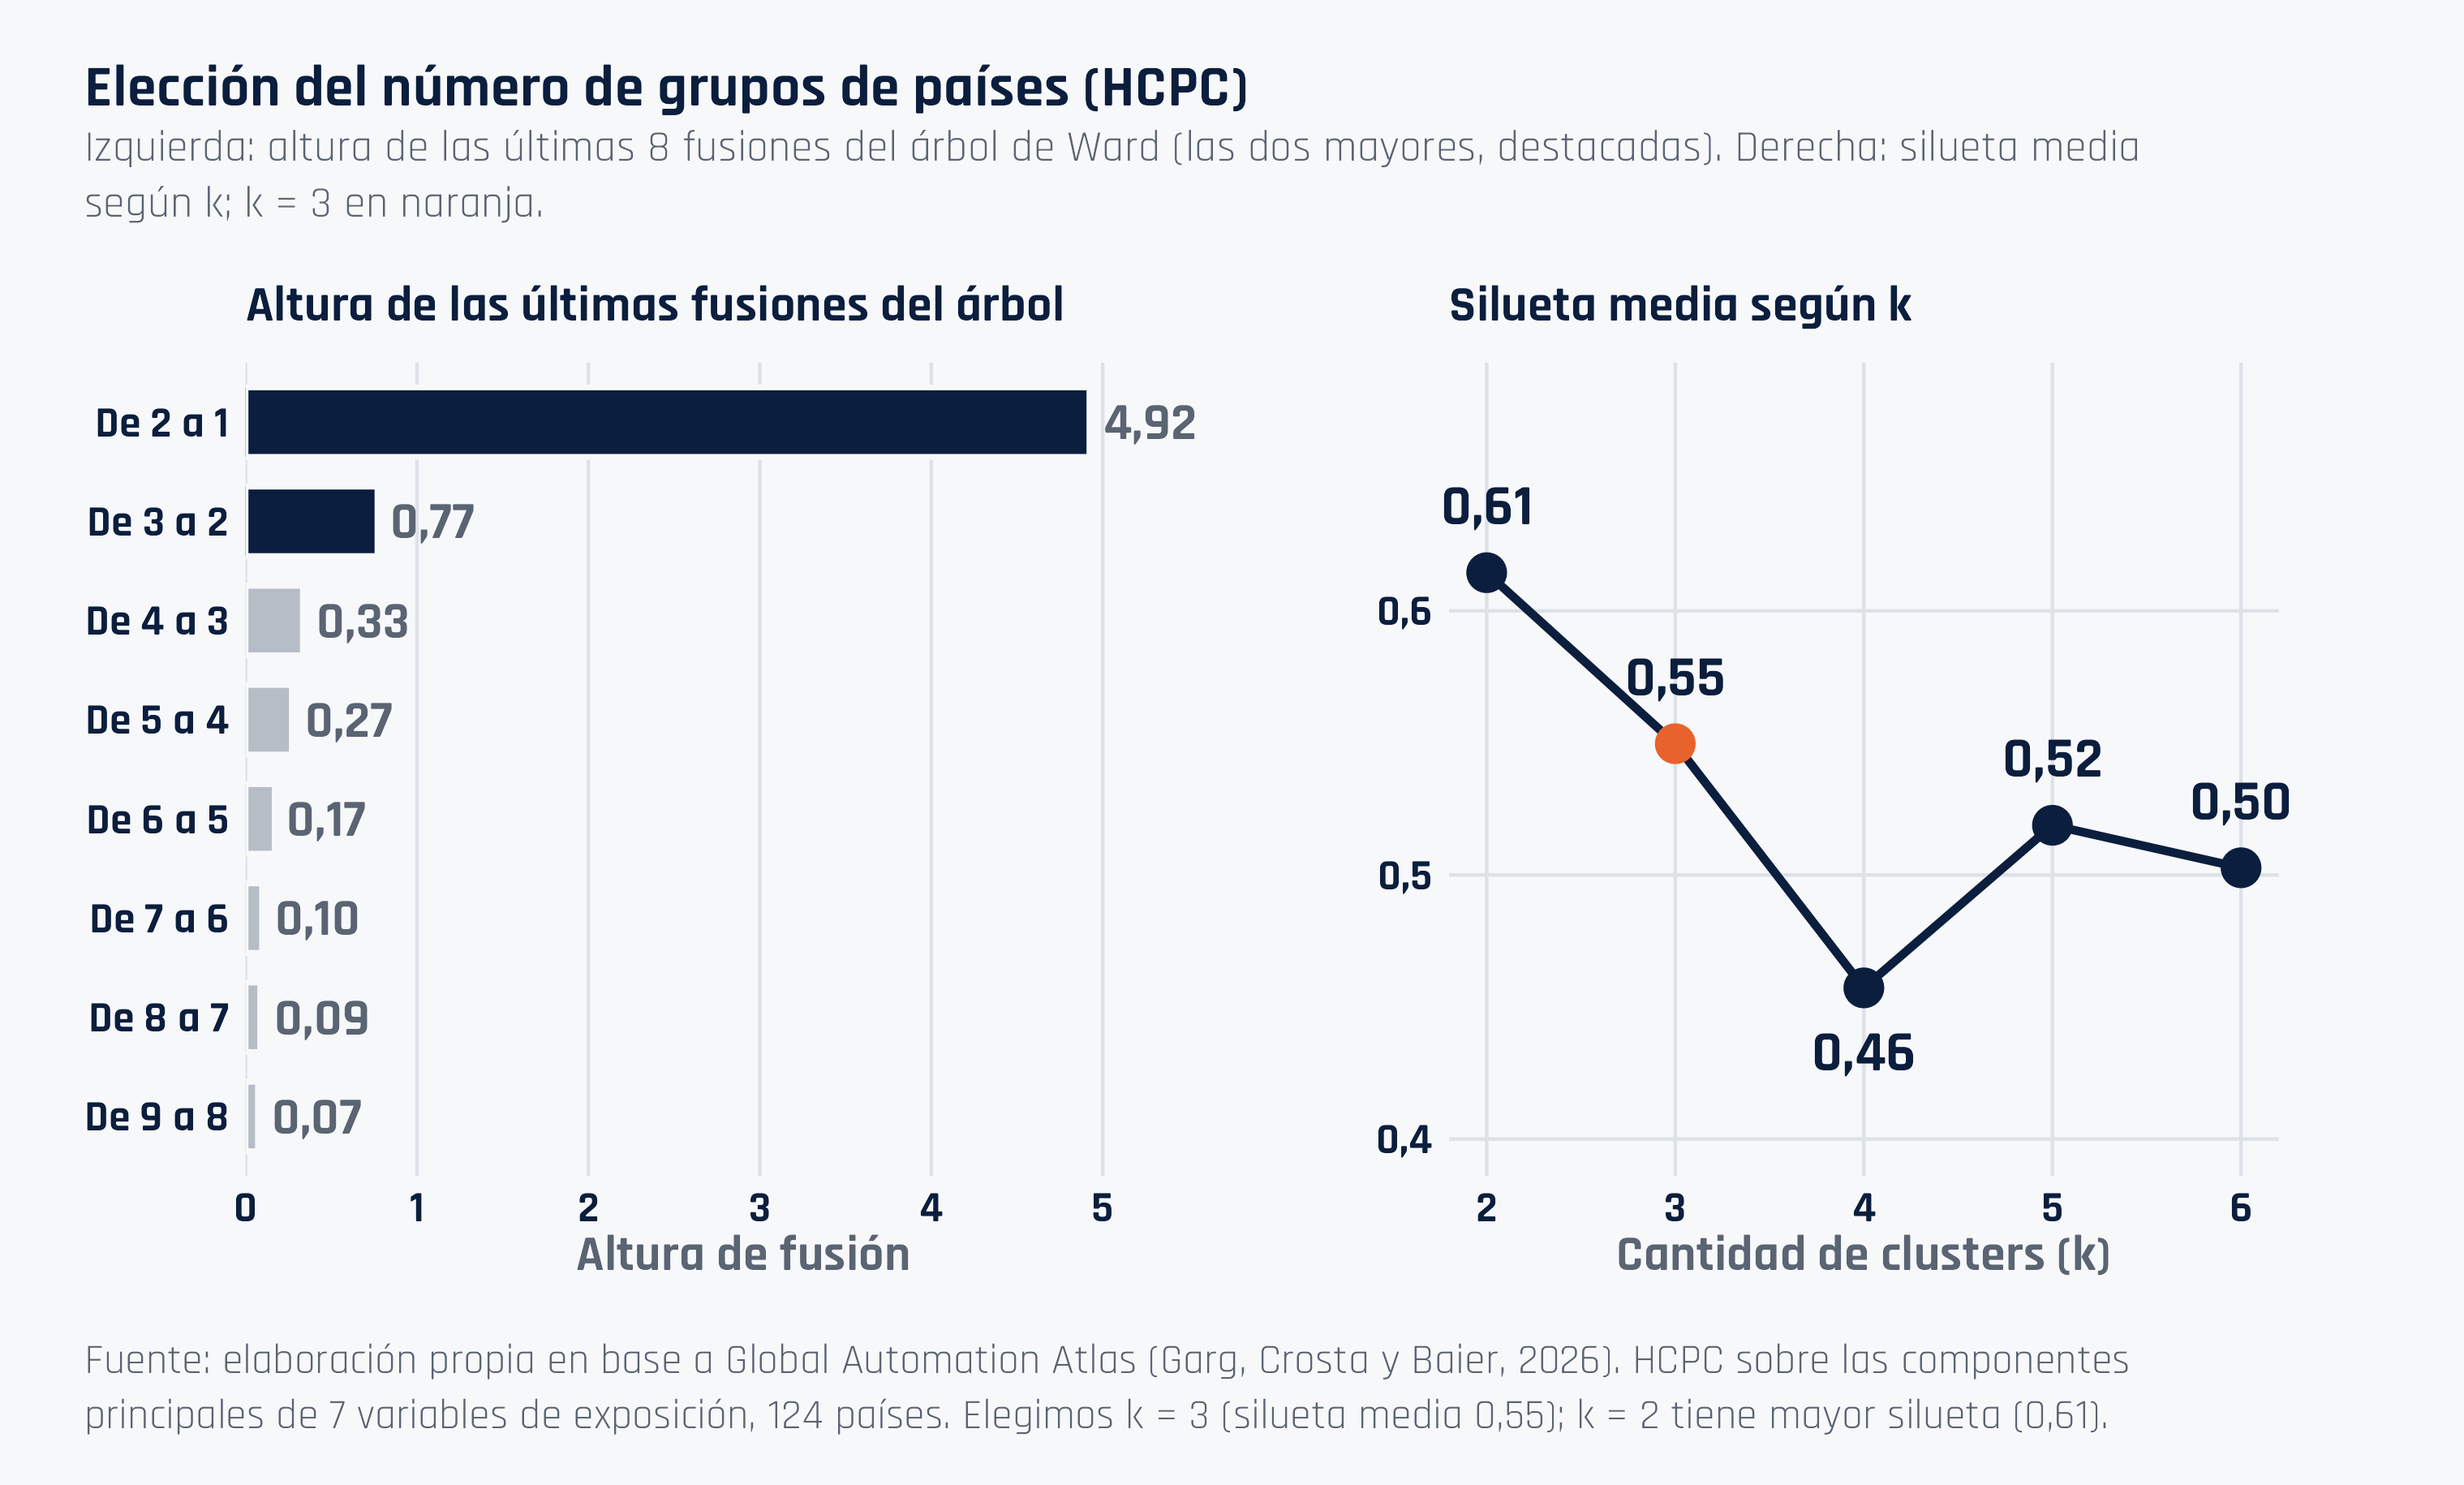 Elección del número de grupos de países (HCPC)
Izquierda: altura de las últimas 8 fusiones del árbol de Ward (las dos mayores, destacadas). Derecha: silueta media
según k; k = 3 en naranja.
Altura de las últimas fusiones del árbol
De 2 a 1 4,92
De 3 a 2 0,77
De 4 a 3 0,33
De 5 a 4 0,27
De 6 a 5 0,17
De 7 a 6 0,10
De 8 a 7 0,09
De 9 a 8 0,07
0 1 2 3 4 5
Altura de fusión
Silueta media según k
0,61
0,6
0,55
0,52
0,50
0,5
0,46
0,4
2 3 4 5 6
Cantidad de clusters (k)
Fuente: elaboración propia en base a Global Automation Atlas (Garg, Crosta y Baier, 2026). HCPC sobre las componentes
principales de 7 variables de exposición, 124 países. Elegimos k = 3 (silueta media 0,55); k = 2 tiene mayor silueta (0,61).